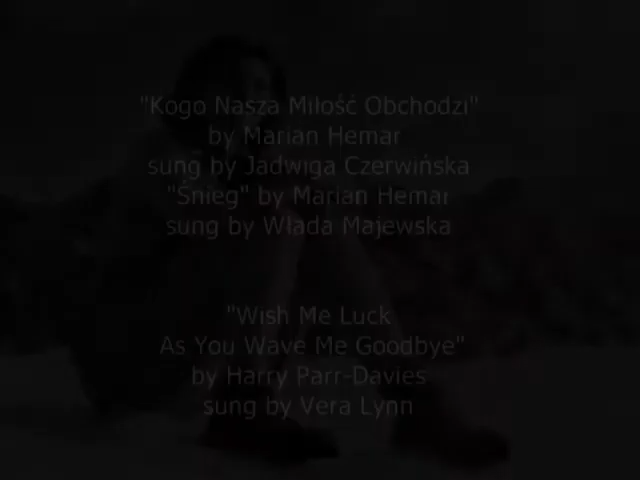 "Kogo Nasza Miłość Obchodzi"
by Marian Hemar
sung by Jadwiga Czerwińska
"Śnieg" by Marian Hemar
sung by Włada Majewska
"Wish Me Luck
As You Wave Me Goodbye"
by Harry Parr-Davies
sung by Vera Lynn